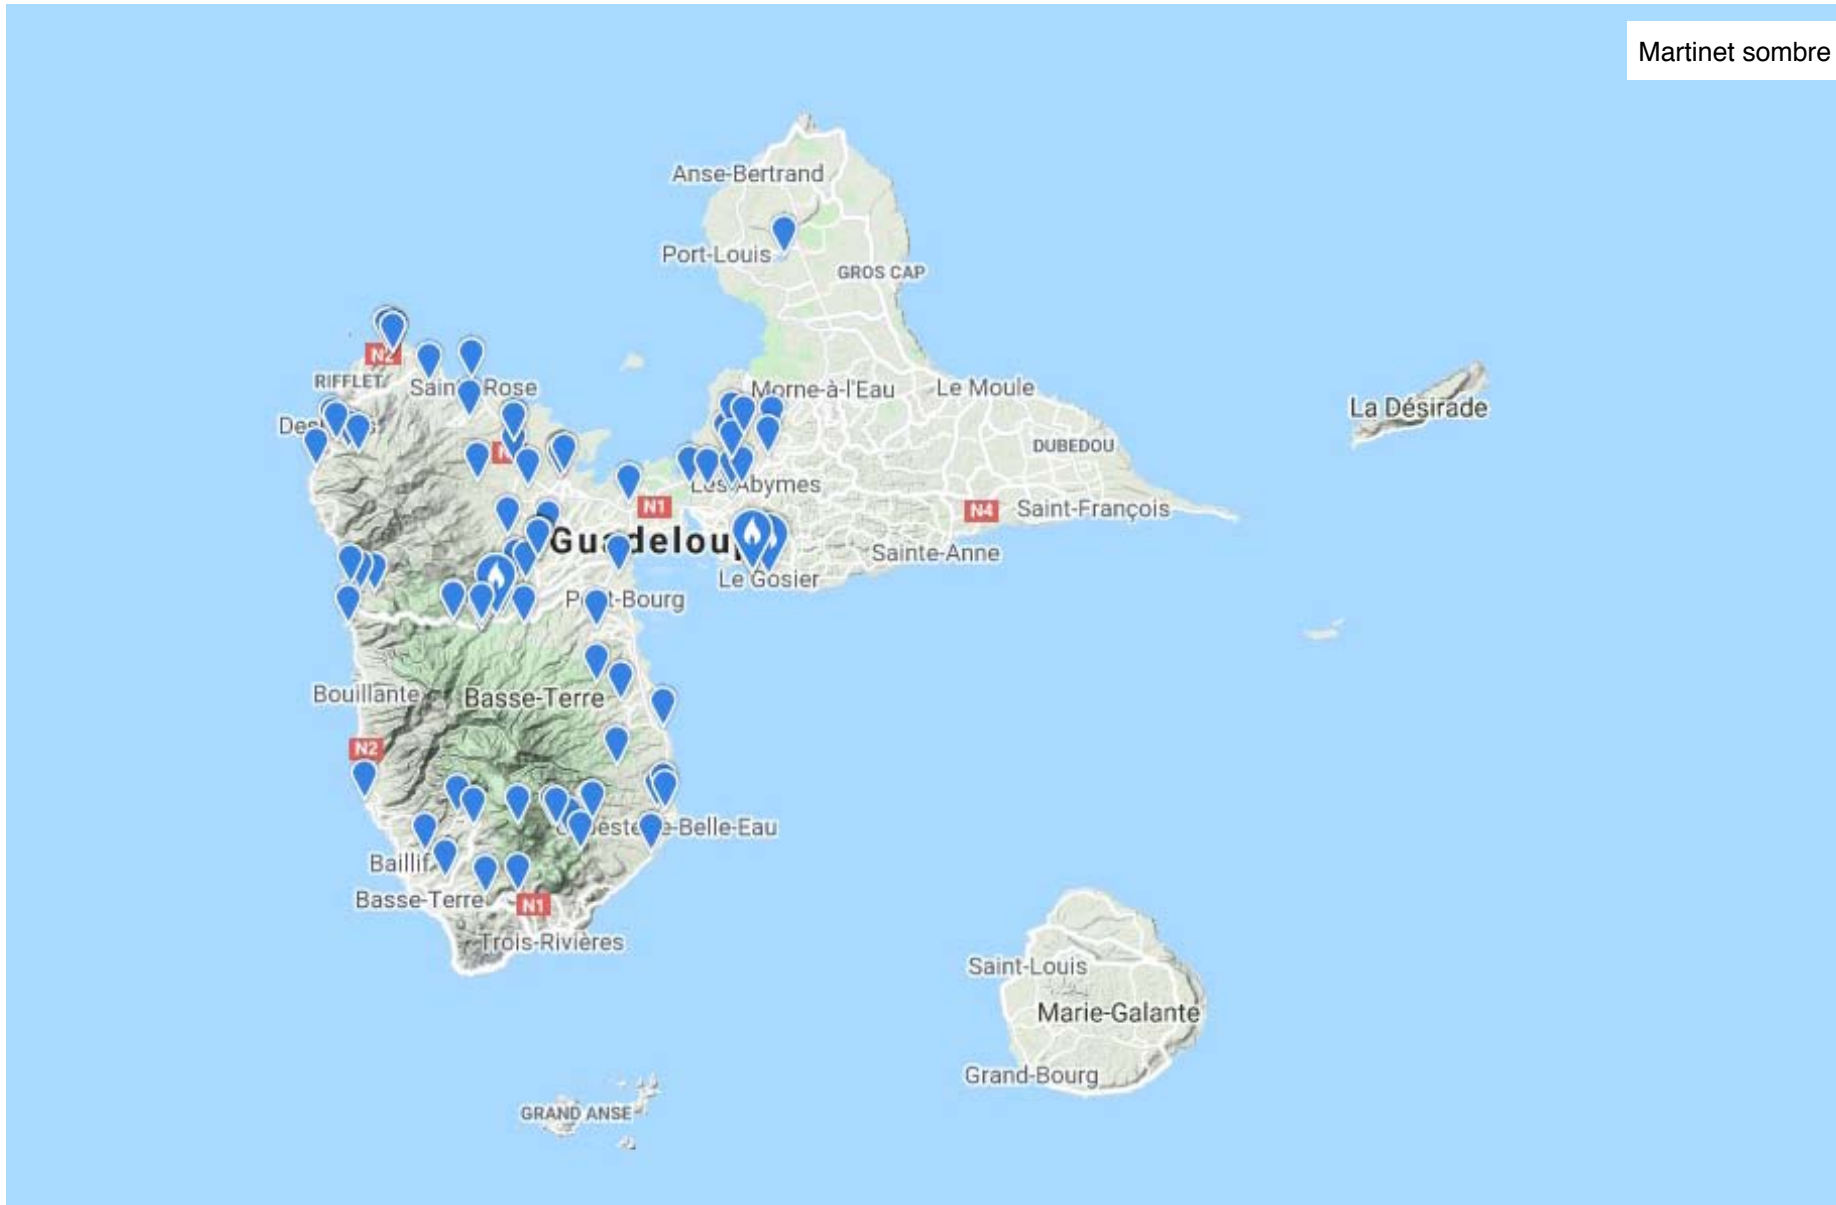 Martinet sombre
Anse-Bertrand
Port-Louis
GROS CAP
N2
RIFFLET
Rose
Morne-à-l'Eau
Le Moule
La Désirade
DUBEDOU
Les Abymes
N1
N4
Saint-François
Sainte-Anne
Le Gosier
Bourg
Bouillante
Basse-Terre
N2
Belle-Eau
Baillif
Basse-Terre
N1
Trois-Rivières
Saint-Louis
Marie-Galante
Grand-Bourg
GRAND ANSE